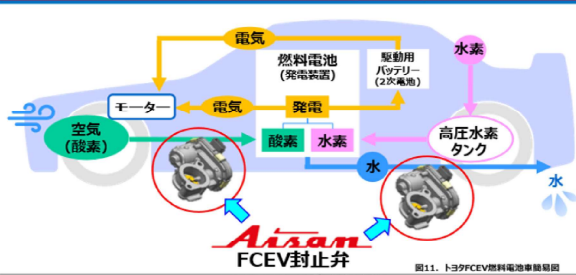 電気
燃料電池
(発電装置)
駆動用
バッテリー
(2次電池)
水素
モーター
電気
発電
空気
(酸素)
酸素
水素
高圧水素
タンク
水
水
Aisan
FCEV封止弁
図11．トヨタFCEV燃料電池車簡易図